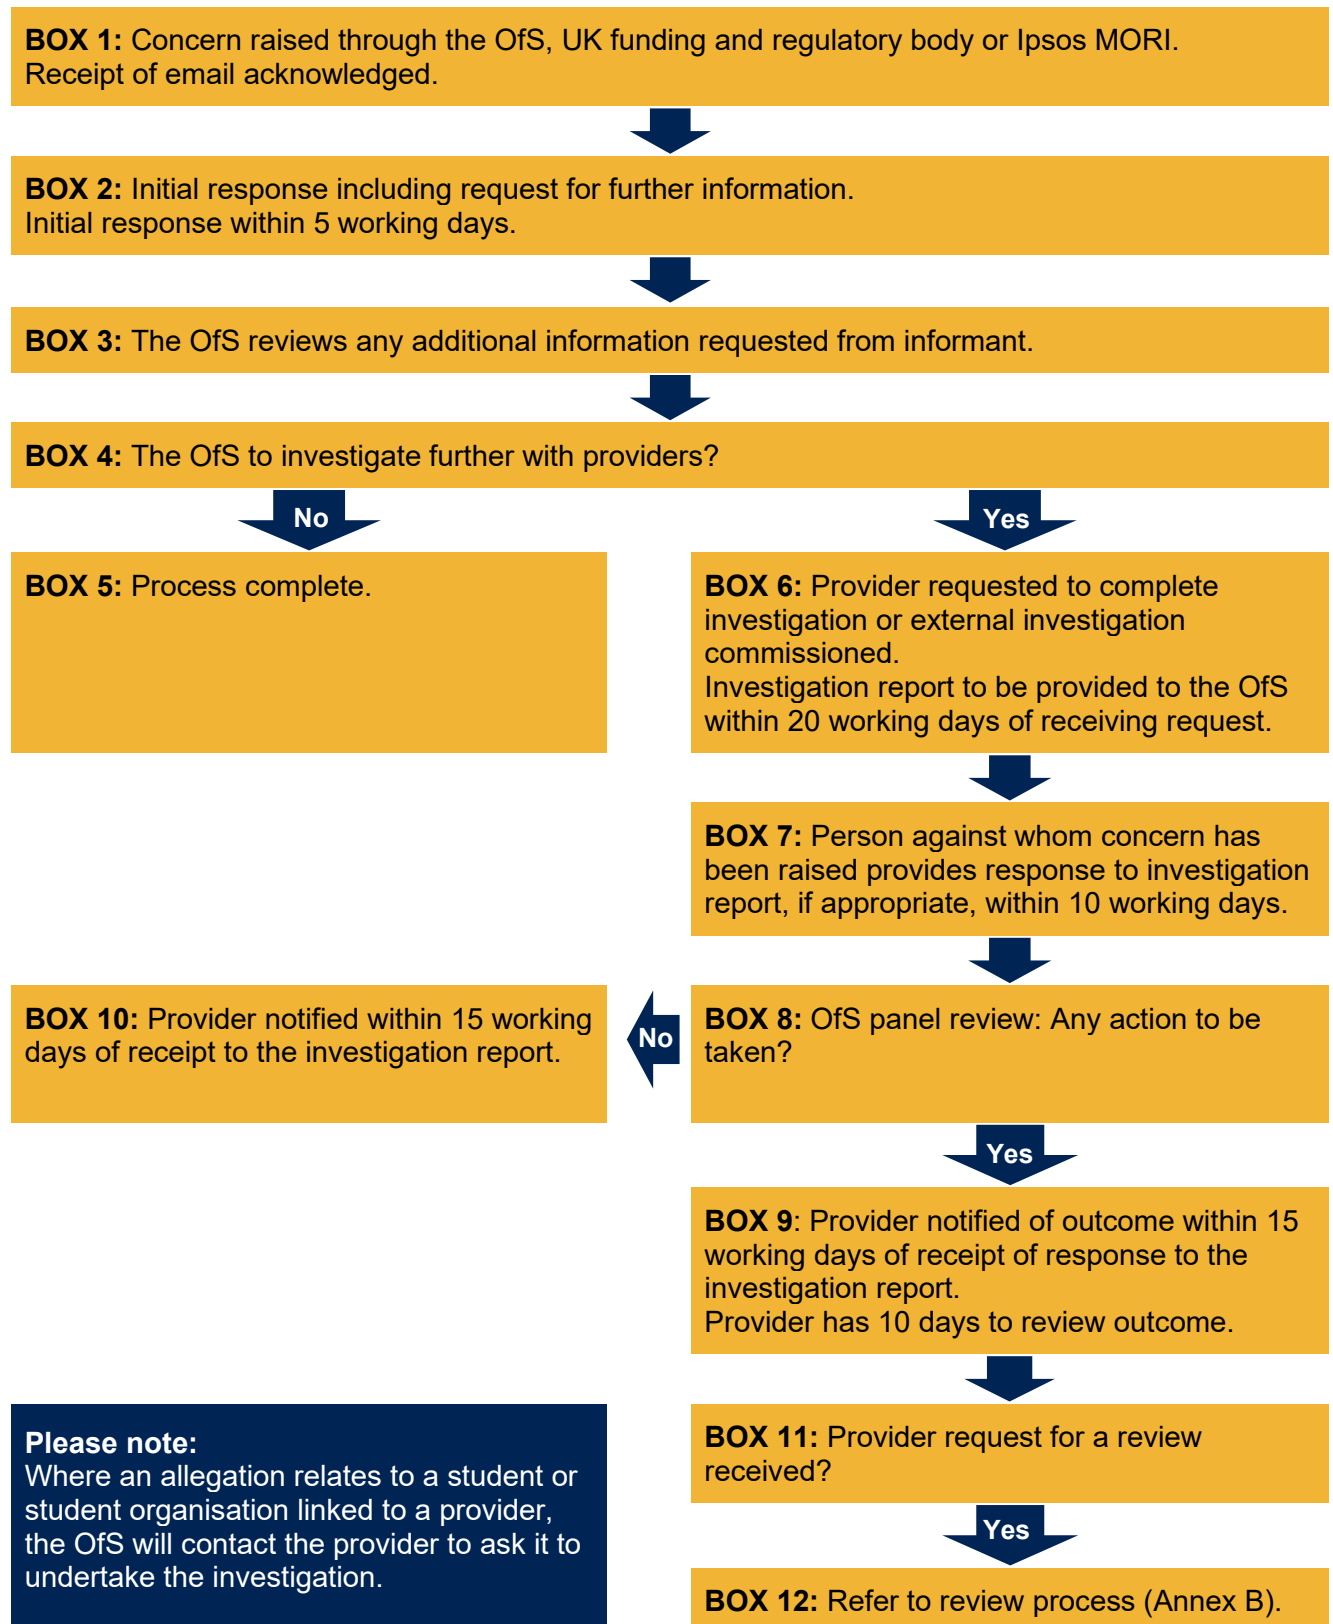 BOX 1: Concern raised through the OfS, UK funding and regulatory body or Ipsos MORI.
Receipt of email acknowledged.
BOX 2: Initial response including request for further information.
Initial response within 5 working days.
BOX 3: The OfS reviews any additional information requested from informant.
BOX 4: The OfS to investigate further with providers?
No
Yes
BOX 5: Process complete.
BOX 6: Provider requested to complete
investigation or external investigation
commissioned.
Investigation report to be provided to the OfS
within 20 working days of receiving request.
BOX 7: Person against whom concern has
been raised provides response to investigation
report, if appropriate, within 10 working days.
BOX 8: OfS panel review: Any action to be
taken?
No
BOX 10: Provider notified within 15 working
days of receipt to the investigation report.
Yes
BOX 9: Provider notified of outcome within 15
working days of receipt of response to the
investigation report.
Provider has 10 days to review outcome.
BOX 11: Provider request for a review
received?
Yes
BOX 12: Refer to review process (Annex B).
Please note:
Where an allegation relates to a student or
student organisation linked to a provider,
the OfS will contact the provider to ask it to
undertake the investigation.